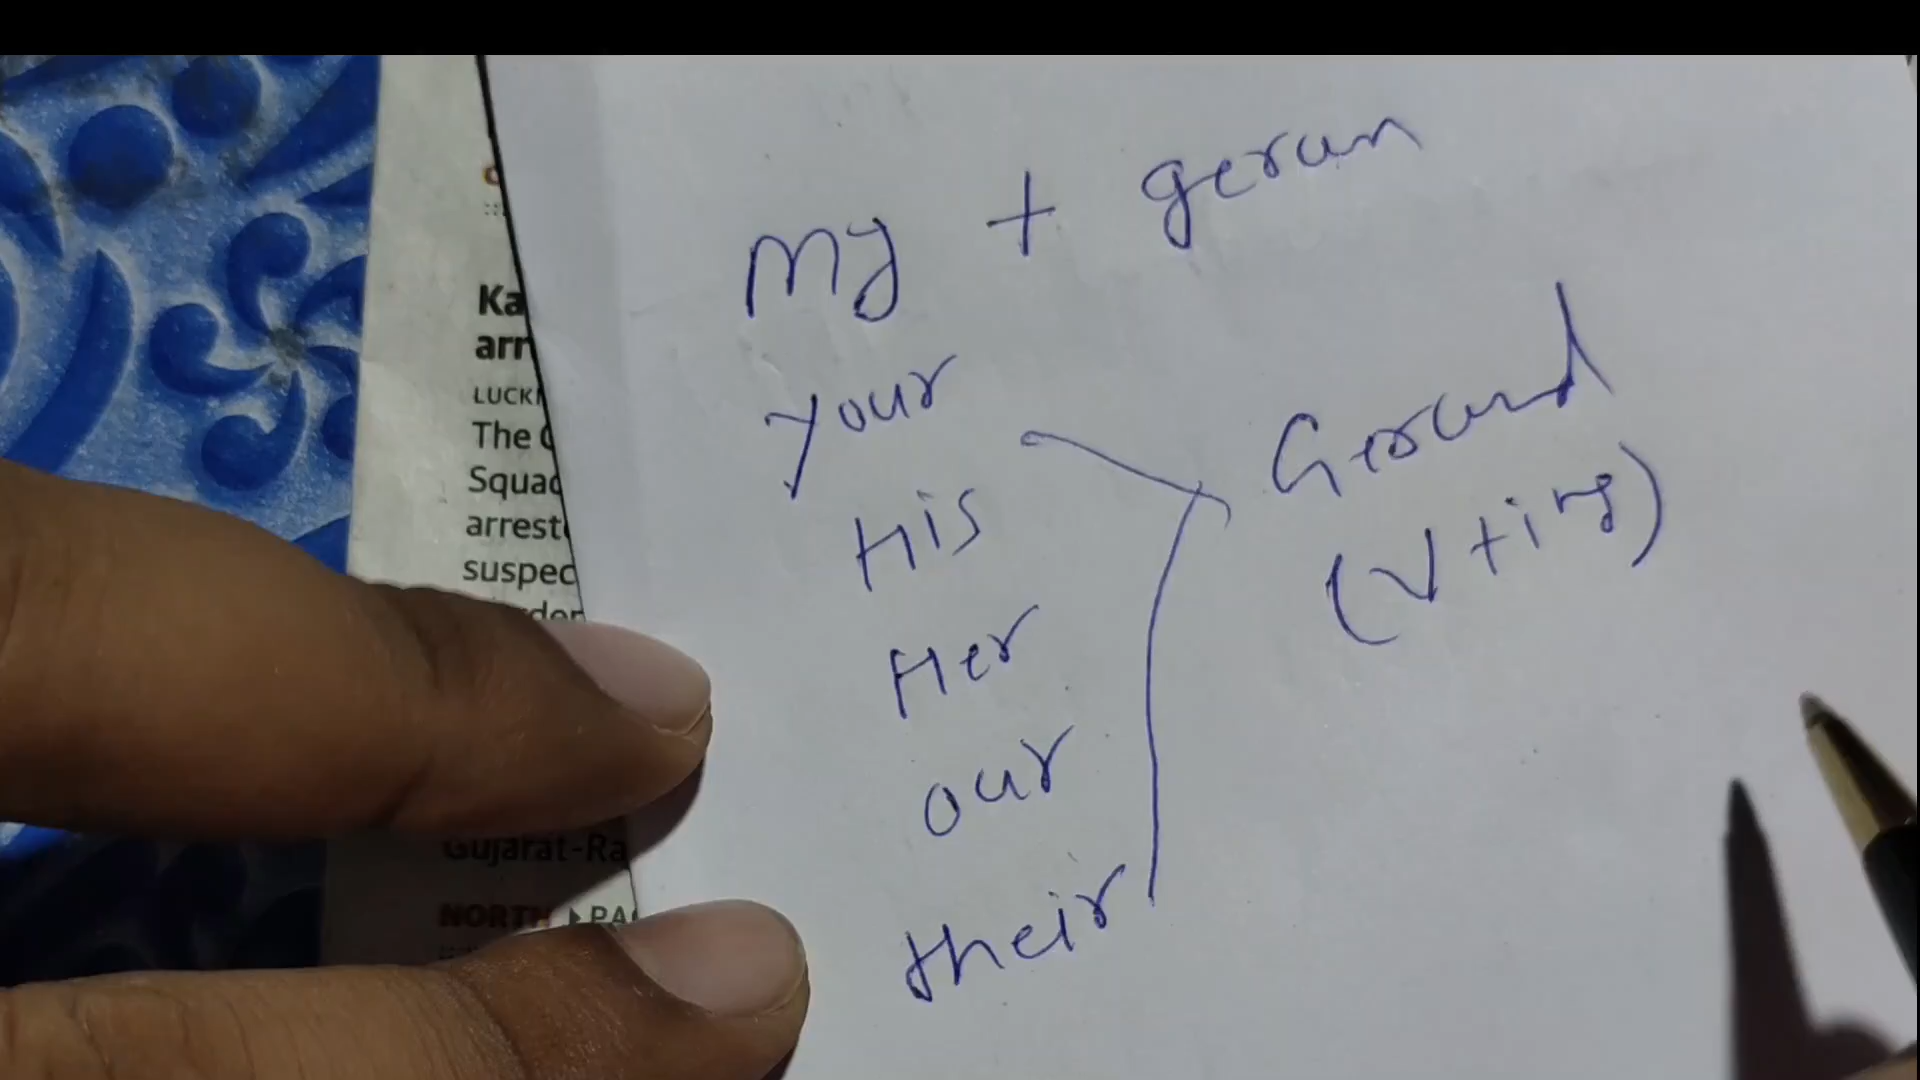 My + gerun
your
His
Her
our
their
Gerund
(V+ing)
Ka
arr
LUCK
The
Squad
arrest
suspec
Gujarat-Ra
NORTH ▸ PA